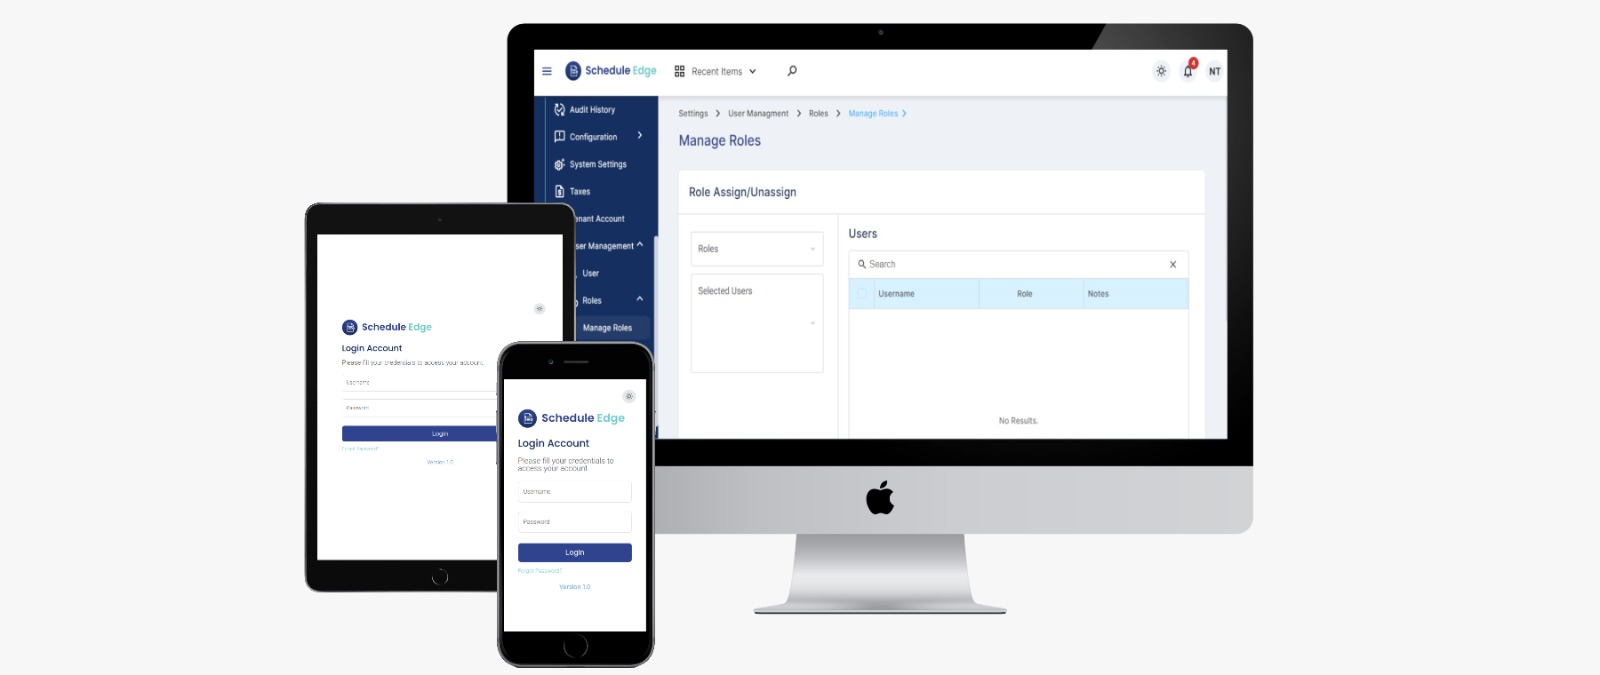 Schedule Edge
Recent Items
4
NT
Audit History
Configuration
System Settings
Taxes
enant Account
ser Management
User
Roles
Manage Roles
Settings > User Managment > Roles > Manage Roles >
Manage Roles
Role Assign/Unassign
Roles
Selected Users
Users
Search
Username Role Notes
No Results.
Schedule Edge
Login Account
Please fill your credentials to access your account
Username
Password
Login
Forgot Password?
Version 1.0
Schedule Edge
Login Account
Please fill your credentials to
access your account
Username
Password
Login
Forgot Password?
Version 1.0